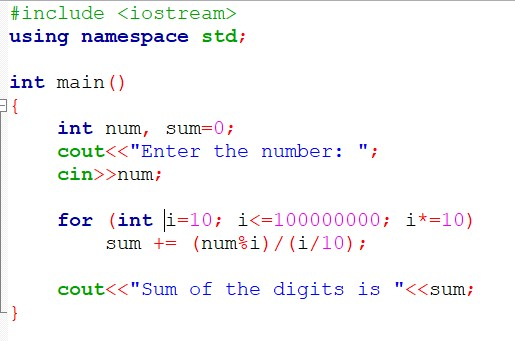 #include <iostream>
using namespace std;
int main()
{
int num, sum=0;
cout<<"Enter the number: ";
cin>>num;
for (int i=10; i<=100000000; i*=10)
sum += (num%i)/(i/10);
cout<<"Sum of the digits is "<<sum;
}